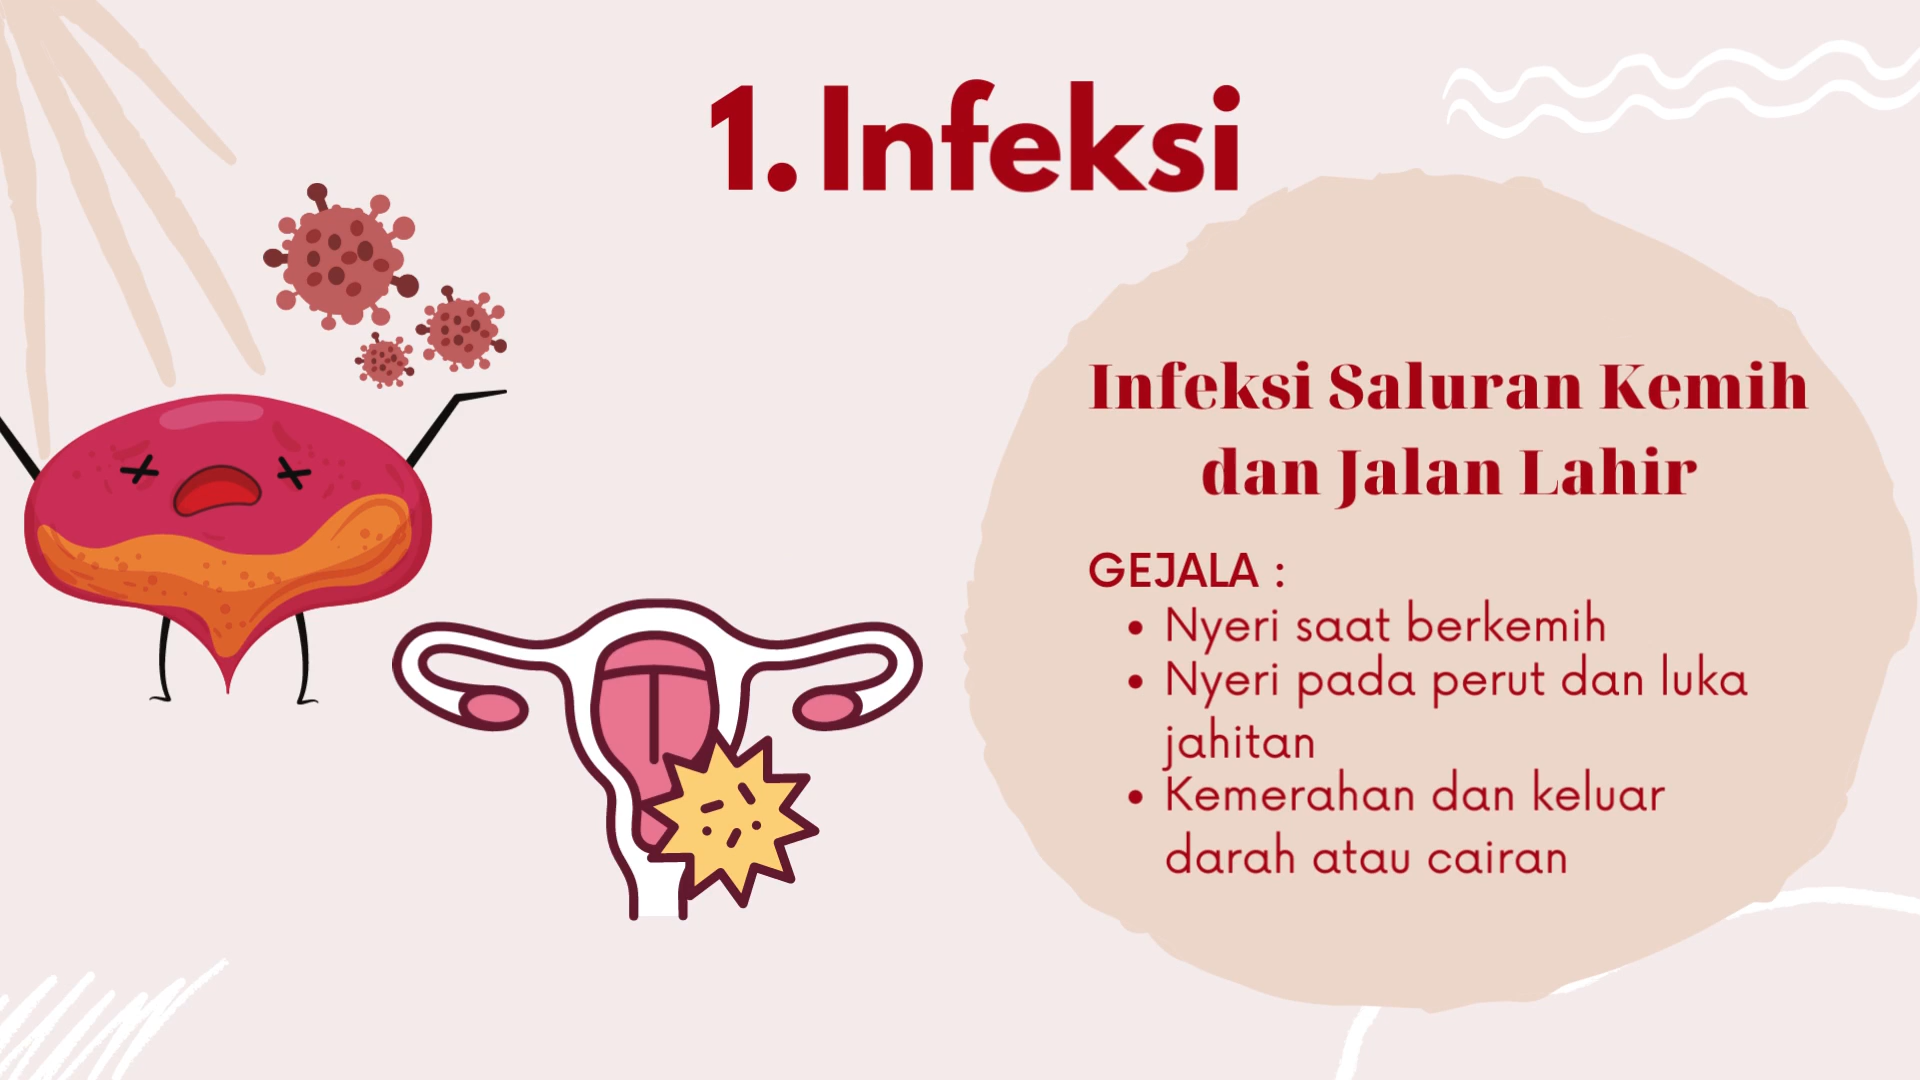 1. Infeksi
Infeksi Saluran Kemih
dan Jalan Lahir
GEJALA :
• Nyeri saat berkemih
• Nyeri pada perut dan luka
jahitan
• Kemerahan dan keluar
darah atau cairan